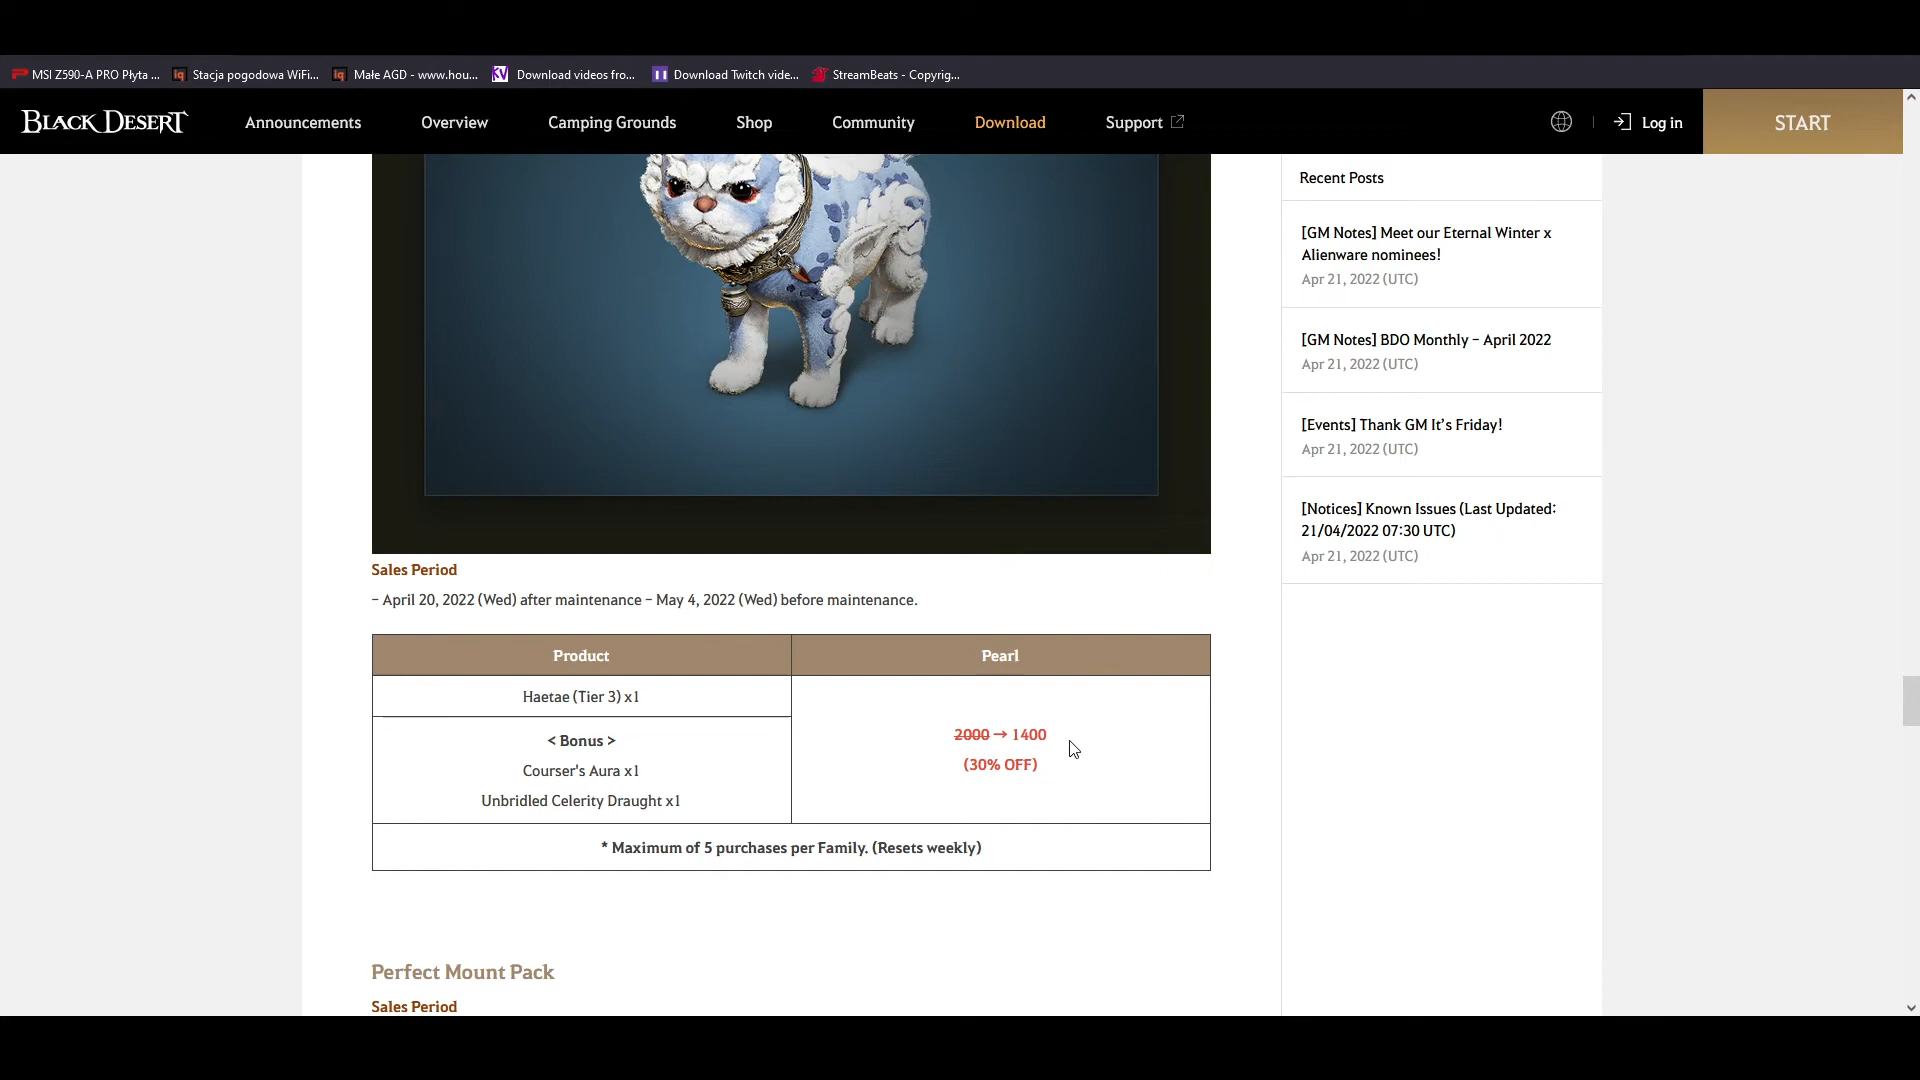 MSI Z590-A PRO Płyta ...
Stacja pogodowa WiFi...
Małe AGD - www.hou...
Download videos fro...
Download Twitch vide...
StreamBeats - Copyrig...
BLACK DESERT
Announcements
Overview
Camping Grounds
Shop
Community
Download
Support
Log in
START
Sales Period
– April 20, 2022 (Wed) after maintenance – May 4, 2022 (Wed) before maintenance.
Product
Pearl
Haetae (Tier 3) x1
< Bonus >
Courser's Aura x1
Unbridled Celerity Draught x1
2000 → 1400
(30% OFF)
* Maximum of 5 purchases per Family. (Resets weekly)
Perfect Mount Pack
Sales Period
Recent Posts
[GM Notes] Meet our Eternal Winter x
Alienware nominees!
Apr 21, 2022 (UTC)
[GM Notes] BDO Monthly – April 2022
Apr 21, 2022 (UTC)
[Events] Thank GM It's Friday!
Apr 21, 2022 (UTC)
[Notices] Known Issues (Last Updated:
21/04/2022 07:30 UTC)
Apr 21, 2022 (UTC)